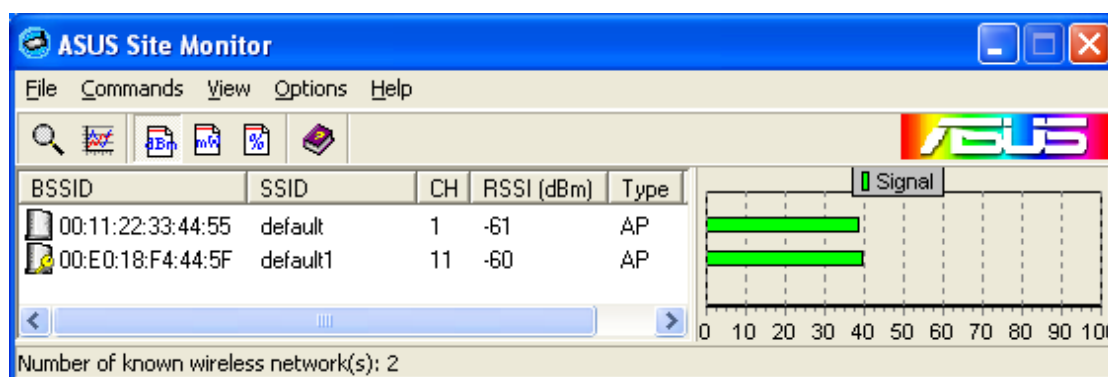 ASUS Site Monitor
File Commands View Options Help
dBm mW %
ASUS
BSSID SSID CH RSSI (dBm) Type
00:11:22:33:44:55 default 1 -61 AP
00:E0:18:F4:44:5F default1 11 -60 AP
Signal
0 10 20 30 40 50 60 70 80 90 10
Number of known wireless network(s): 2